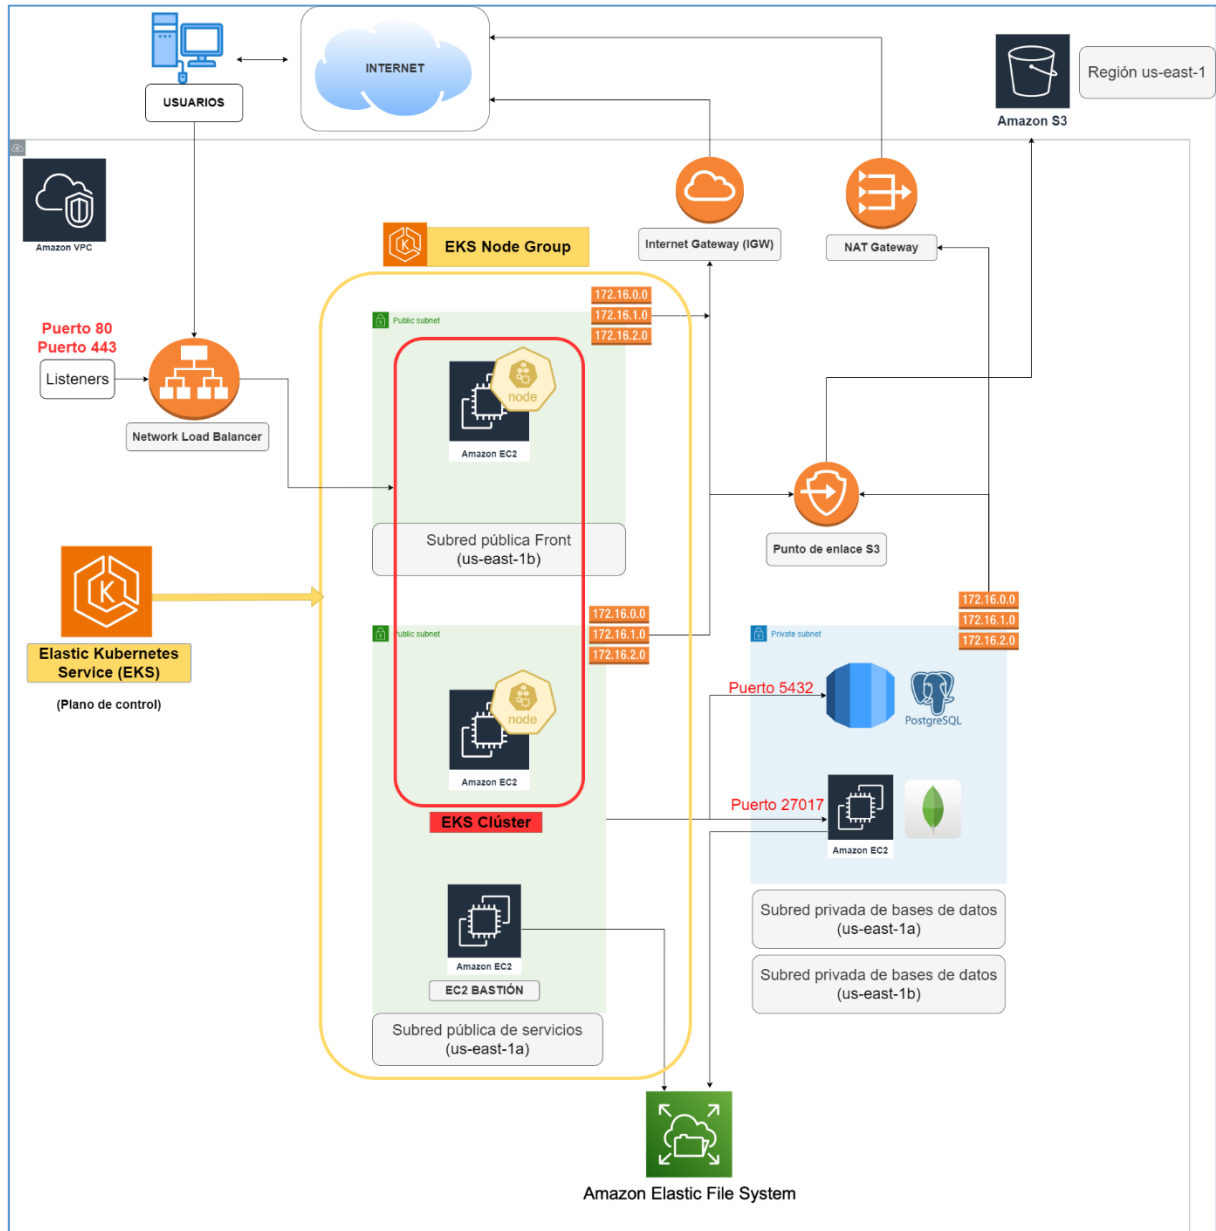 INTERNET
USUARIOS
Región us-east-1
Amazon S3
Amazon VPC
EKS Node Group
Internet Gateway (IGW)
NAT Gateway
172.16.0.0
172.16.1.0
172.16.2.0
Public subnet
Puerto 80
Puerto 443
Listeners
Network Load Balancer
node
Amazon EC2
Subred pública Front
(us-east-1b)
Punto de enlace S3
Elastic Kubernetes
Service (EKS)
(Plano de control)
172.16.0.0
172.16.1.0
172.16.2.0
Public subnet
node
Amazon EC2
EKS Clúster
172.16.0.0
172.16.1.0
172.16.2.0
Private subnet
Puerto 5432
PostgreSQL
Puerto 27017
Amazon EC2
Amazon EC2
EC2 BASTIÓN
Subred pública de servicios
(us-east-1a)
Subred privada de bases de datos
(us-east-1a)
Subred privada de bases de datos
(us-east-1b)
Amazon Elastic File System